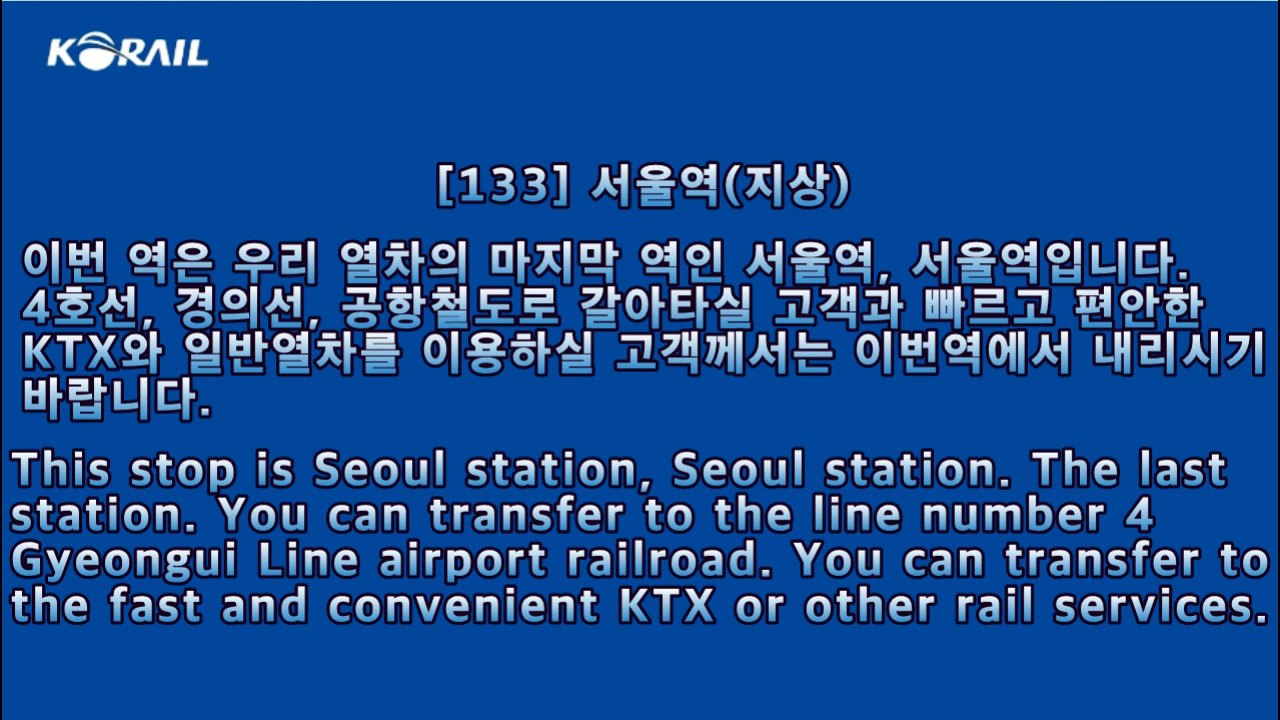 KORAIL
[133] 서울역(지상)
이번 역은 우리 열차의 마지막 역인 서울역, 서울역입니다.
4호선, 경의선, 공항철도로 갈아타실 고객과 빠르고 편안한
KTX와 일반열차를 이용하실 고객께서는 이번역에서 내리시기
바랍니다.
This stop is Seoul station, Seoul station. The last
station. You can transfer to the line number 4
Gyeongui Line airport railroad. You can transfer to
the fast and convenient KTX or other rail services.